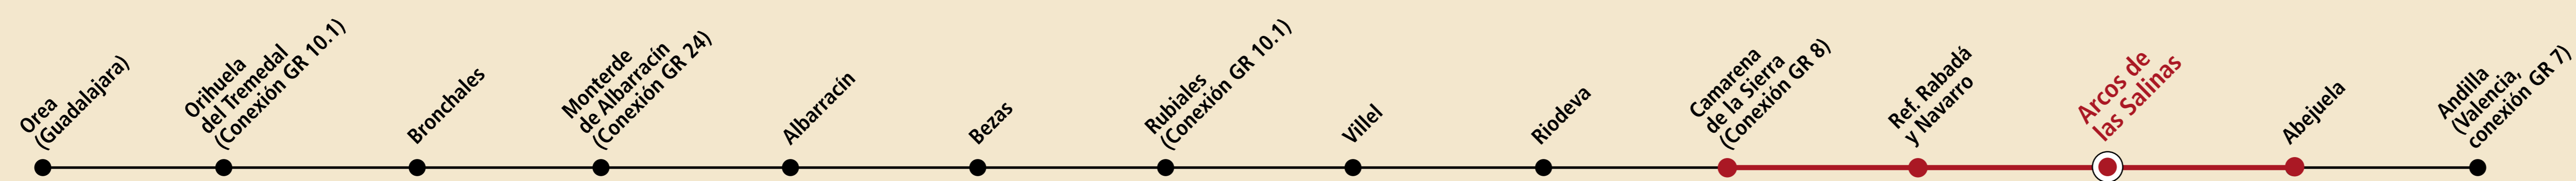 Orea
(Guadalajara)
Orihuela
del Tremedal
(Conexión GR 10.1)
Bronchales
Monterde
de Albarracín
(Conexión GR 24)
Albarracín
Bezas
Rubiales
(Conexión GR 10.1)
Villel
Riodeva
Camarena
de la Sierra
(Conexión GR 8)
Ref. Rabadá
y Navarro
Arcos de
las Salinas
Abejuela
Andilla
(Valencia,
conexión GR 7)